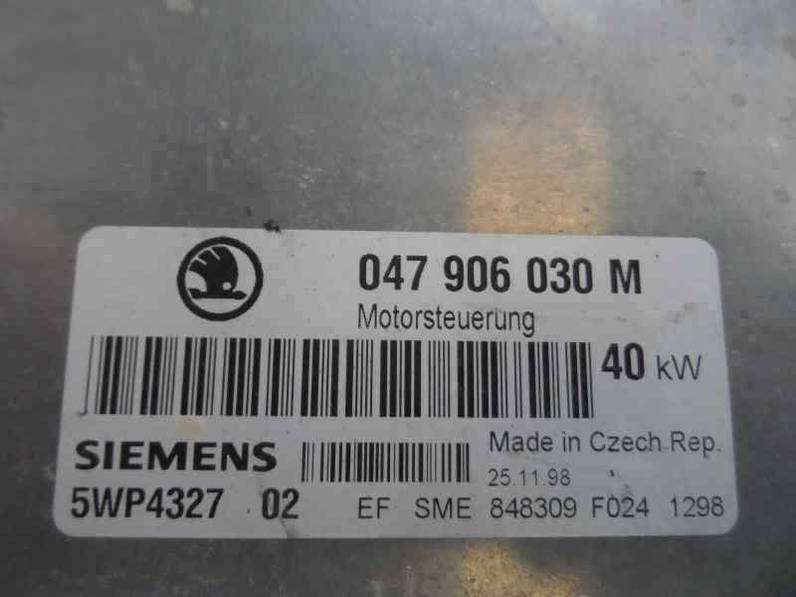 047 906 030 M
Motorsteuerung
40 kW
SIEMENS
Made in Czech Rep.
25.11.98
5WP4327 02
EF SME 848309 F024 1298